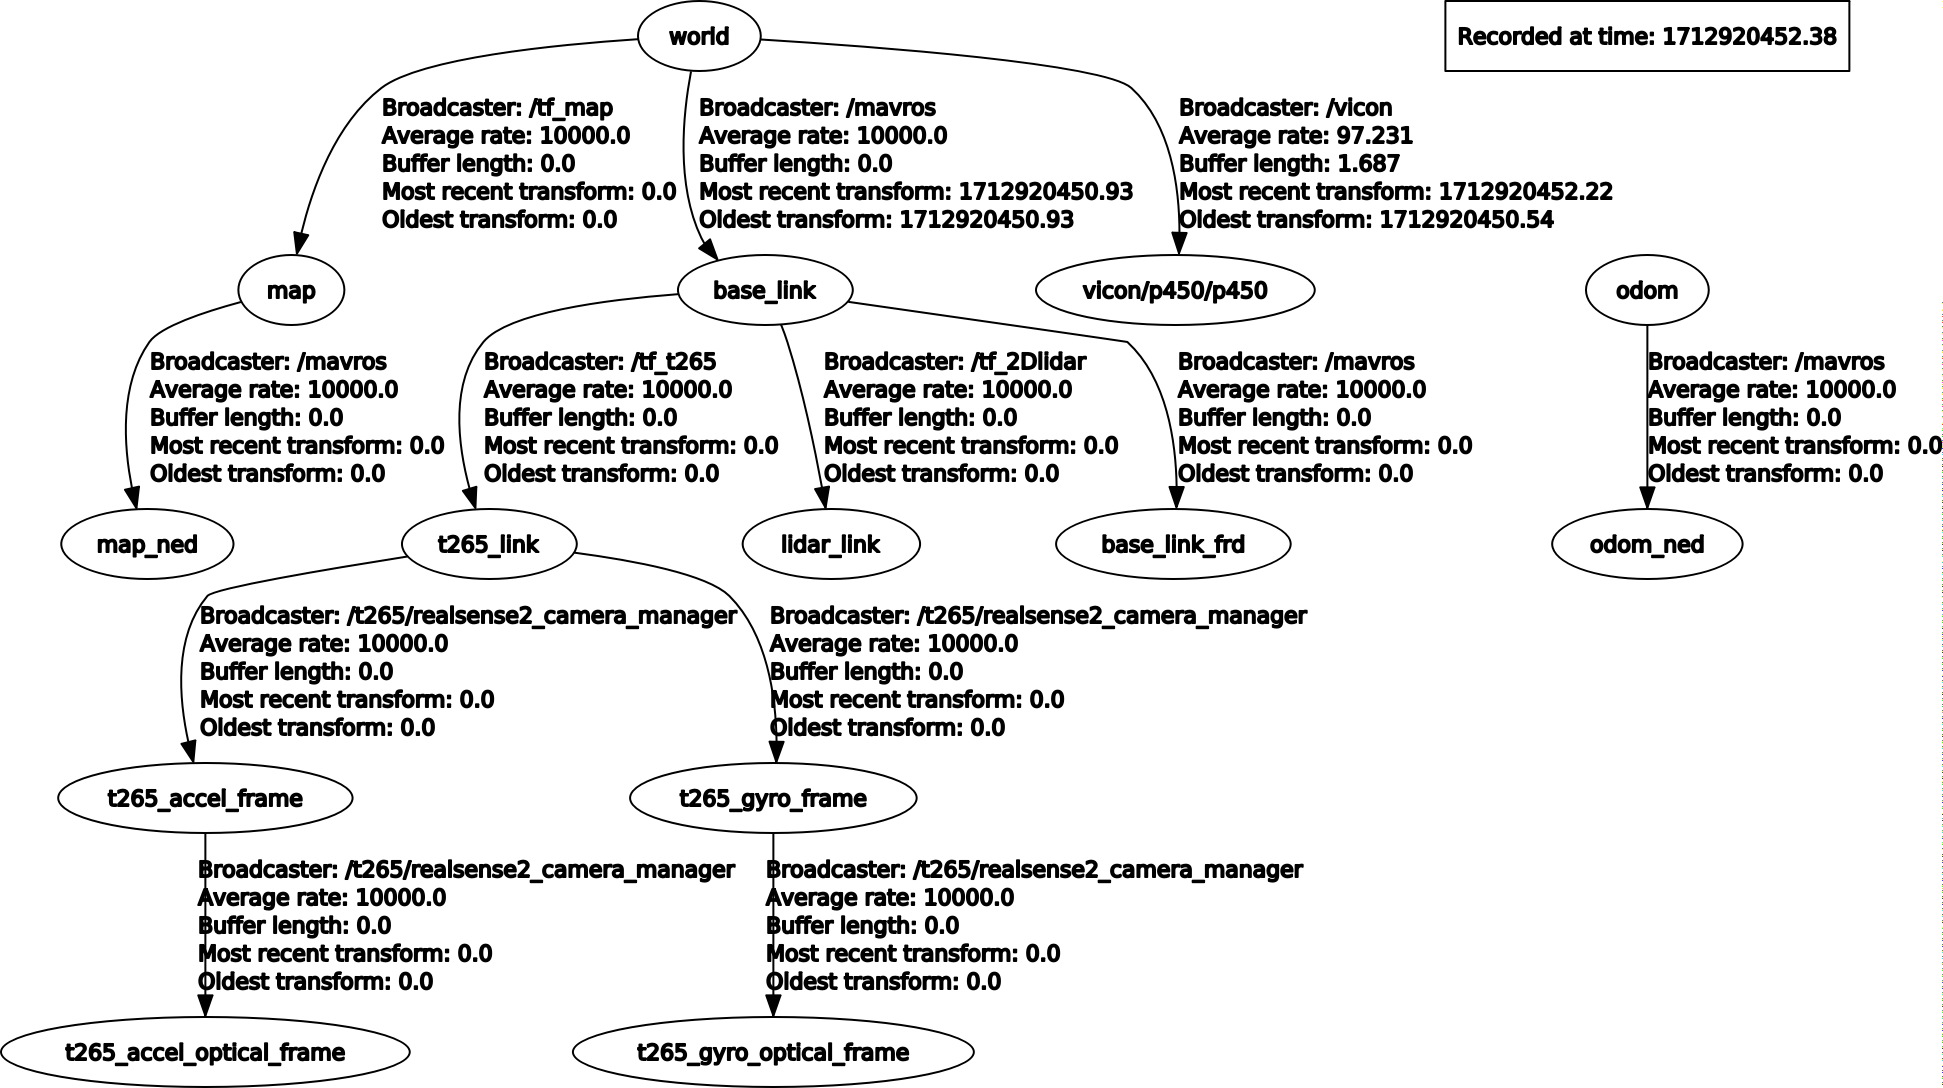 world
Recorded at time: 1712920452.38
Broadcaster: /tf_map
Average rate: 10000.0
Buffer length: 0.0
Most recent transform: 0.0
Oldest transform: 0.0
Broadcaster: /mavros
Average rate: 10000.0
Buffer length: 0.0
Most recent transform: 1712920450.93
Oldest transform: 1712920450.93
Broadcaster: /vicon
Average rate: 97.231
Buffer length: 1.687
Most recent transform: 1712920452.22
Oldest transform: 1712920450.54
map
base_link
vicon/p450/p450
odom
Broadcaster: /mavros
Average rate: 10000.0
Buffer length: 0.0
Most recent transform: 0.0
Oldest transform: 0.0
Broadcaster: /tf_t265
Average rate: 10000.0
Buffer length: 0.0
Most recent transform: 0.0
Oldest transform: 0.0
Broadcaster: /tf_2Dlidar
Average rate: 10000.0
Buffer length: 0.0
Most recent transform: 0.0
Oldest transform: 0.0
Broadcaster: /mavros
Average rate: 10000.0
Buffer length: 0.0
Most recent transform: 0.0
Oldest transform: 0.0
Broadcaster: /mavros
Average rate: 10000.0
Buffer length: 0.0
Most recent transform: 0.0
Oldest transform: 0.0
map_ned
t265_link
lidar_link
base_link_frd
odom_ned
Broadcaster: /t265/realsense2_camera_manager
Average rate: 10000.0
Buffer length: 0.0
Most recent transform: 0.0
Oldest transform: 0.0
Broadcaster: /t265/realsense2_camera_manager
Average rate: 10000.0
Buffer length: 0.0
Most recent transform: 0.0
Oldest transform: 0.0
t265_accel_frame
t265_gyro_frame
Broadcaster: /t265/realsense2_camera_manager
Average rate: 10000.0
Buffer length: 0.0
Most recent transform: 0.0
Oldest transform: 0.0
Broadcaster: /t265/realsense2_camera_manager
Average rate: 10000.0
Buffer length: 0.0
Most recent transform: 0.0
Oldest transform: 0.0
t265_accel_optical_frame
t265_gyro_optical_frame